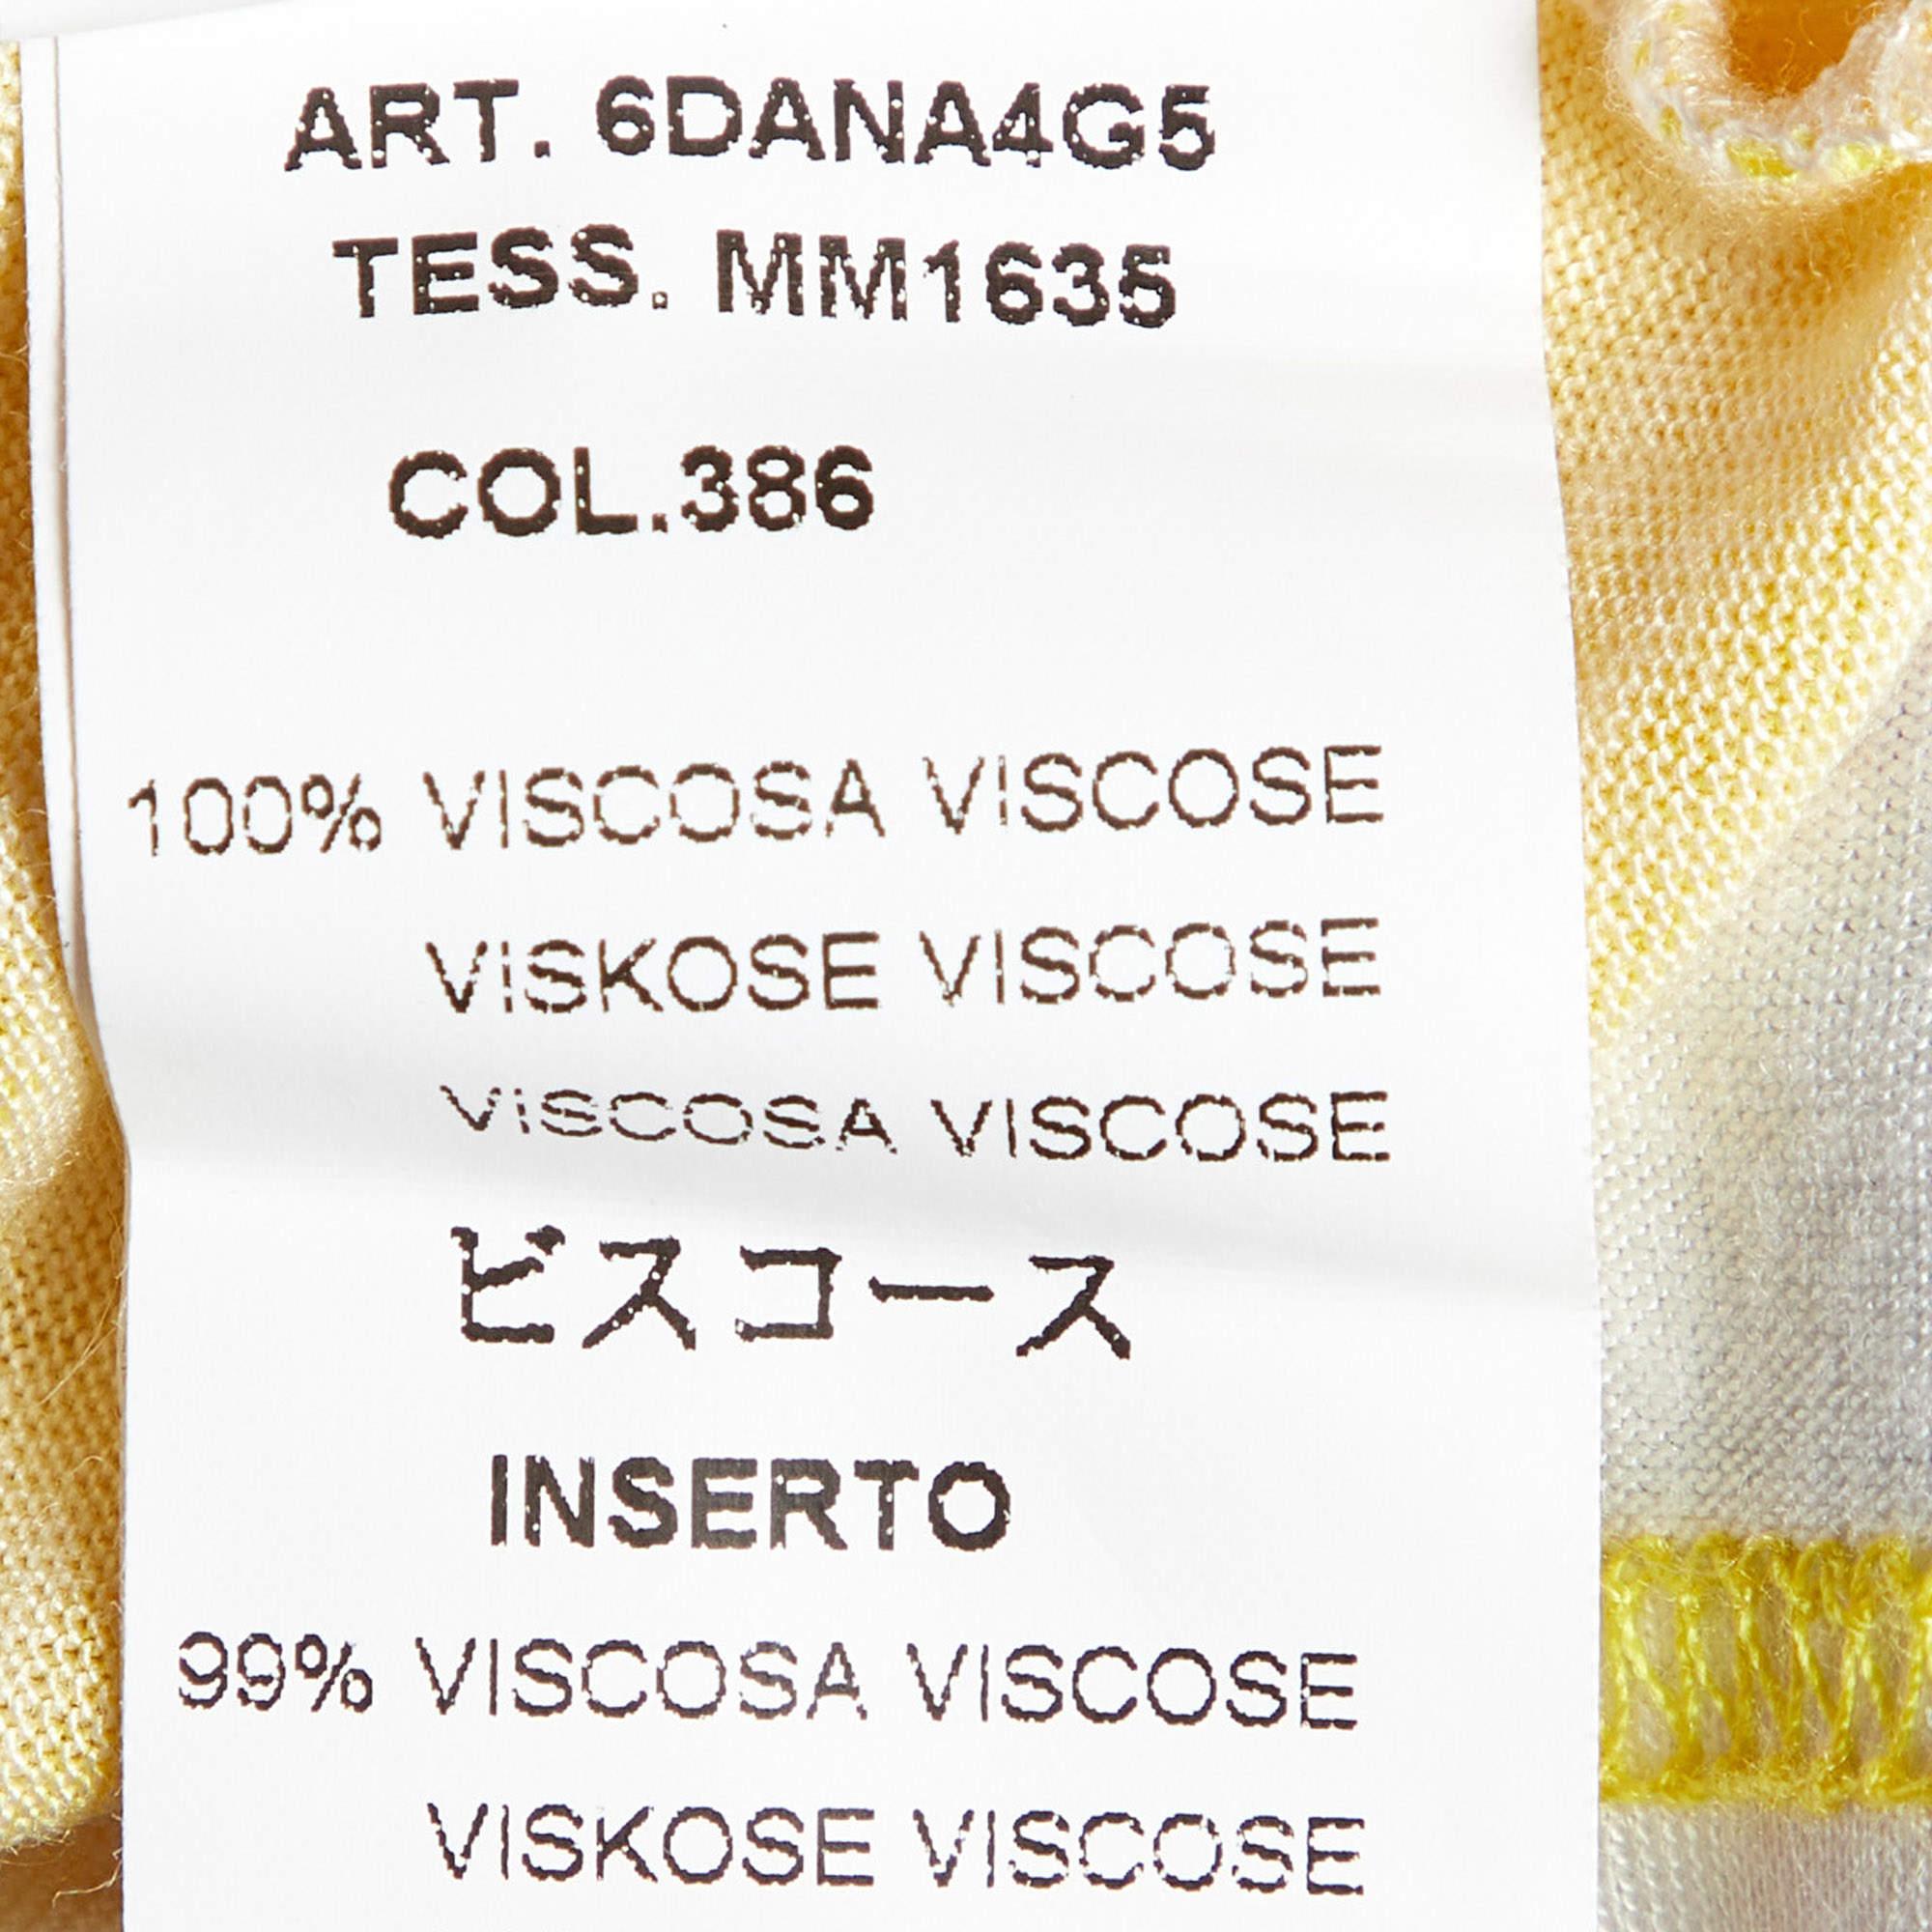 ART. 6DANA4G5
TESS. MM1635
COL.386
100% VISCOSA VISCOSE
VISKOSE VISCOSE
VISCOSA VISCOSE
ビスコース
INSERTO
99% VISCOSA VISCOSE
VISKOSE VISCOSE